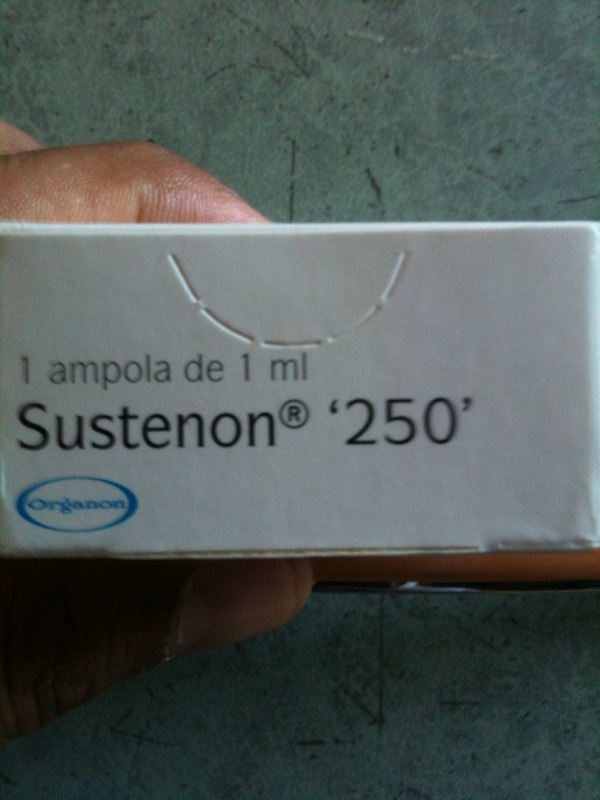 1 ampola de 1 ml
Sustenon® ‘250’
Organon